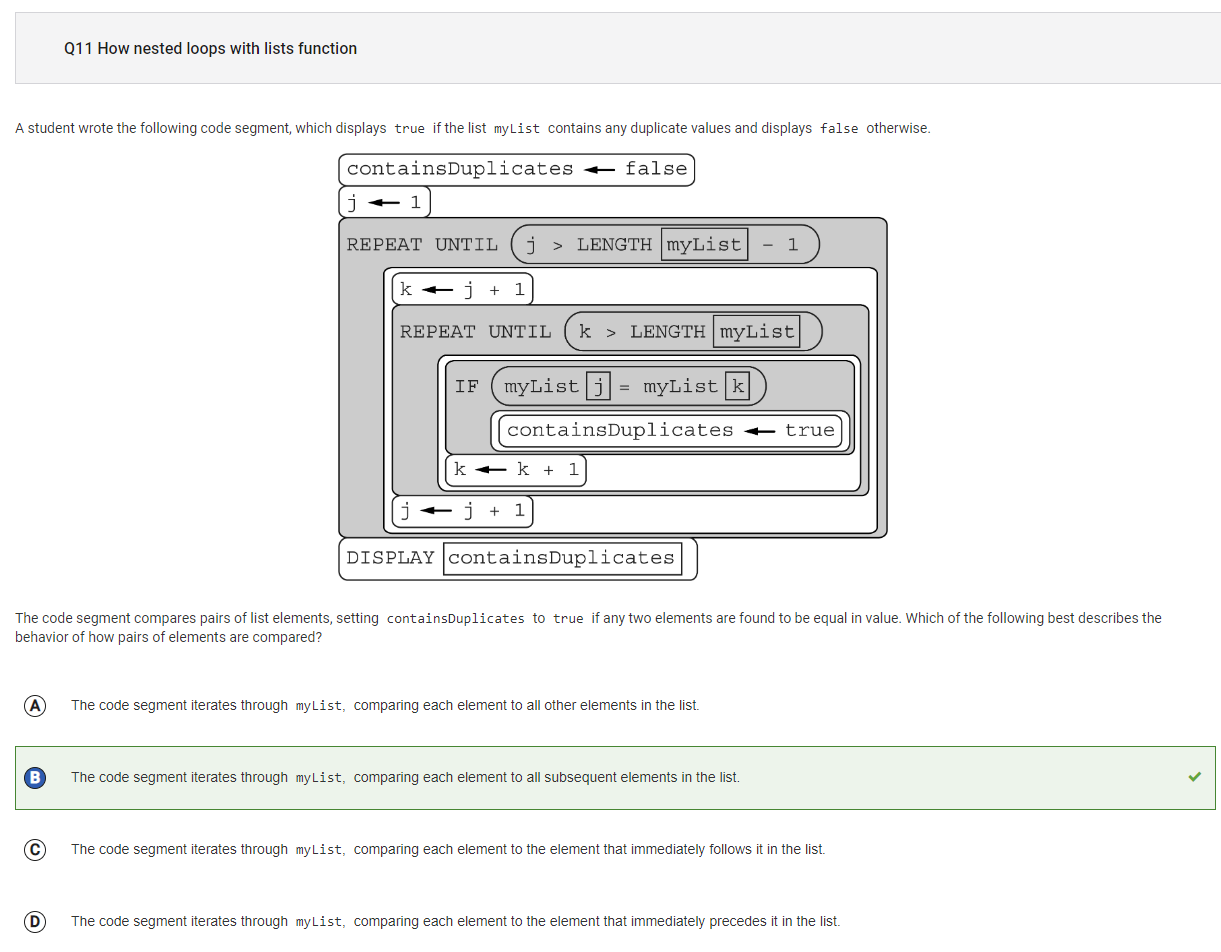 Q11 How nested loops with lists function
A student wrote the following code segment, which displays true if the list myList contains any duplicate values and displays false otherwise.
containsDuplicates ← false
j ← 1
REPEAT UNTIL j > LENGTH myList - 1
k ← j + 1
REPEAT UNTIL k > LENGTH myList
IF myList j = myList k
containsDuplicates ← true
k ← k + 1
j ← j + 1
DISPLAY containsDuplicates
The code segment compares pairs of list elements, setting containsDuplicates to true if any two elements are found to be equal in value. Which of the following best describes the
behavior of how pairs of elements are compared?
A The code segment iterates through myList, comparing each element to all other elements in the list.
B The code segment iterates through myList, comparing each element to all subsequent elements in the list.
C The code segment iterates through myList, comparing each element to the element that immediately follows it in the list.
D The code segment iterates through myList, comparing each element to the element that immediately precedes it in the list.